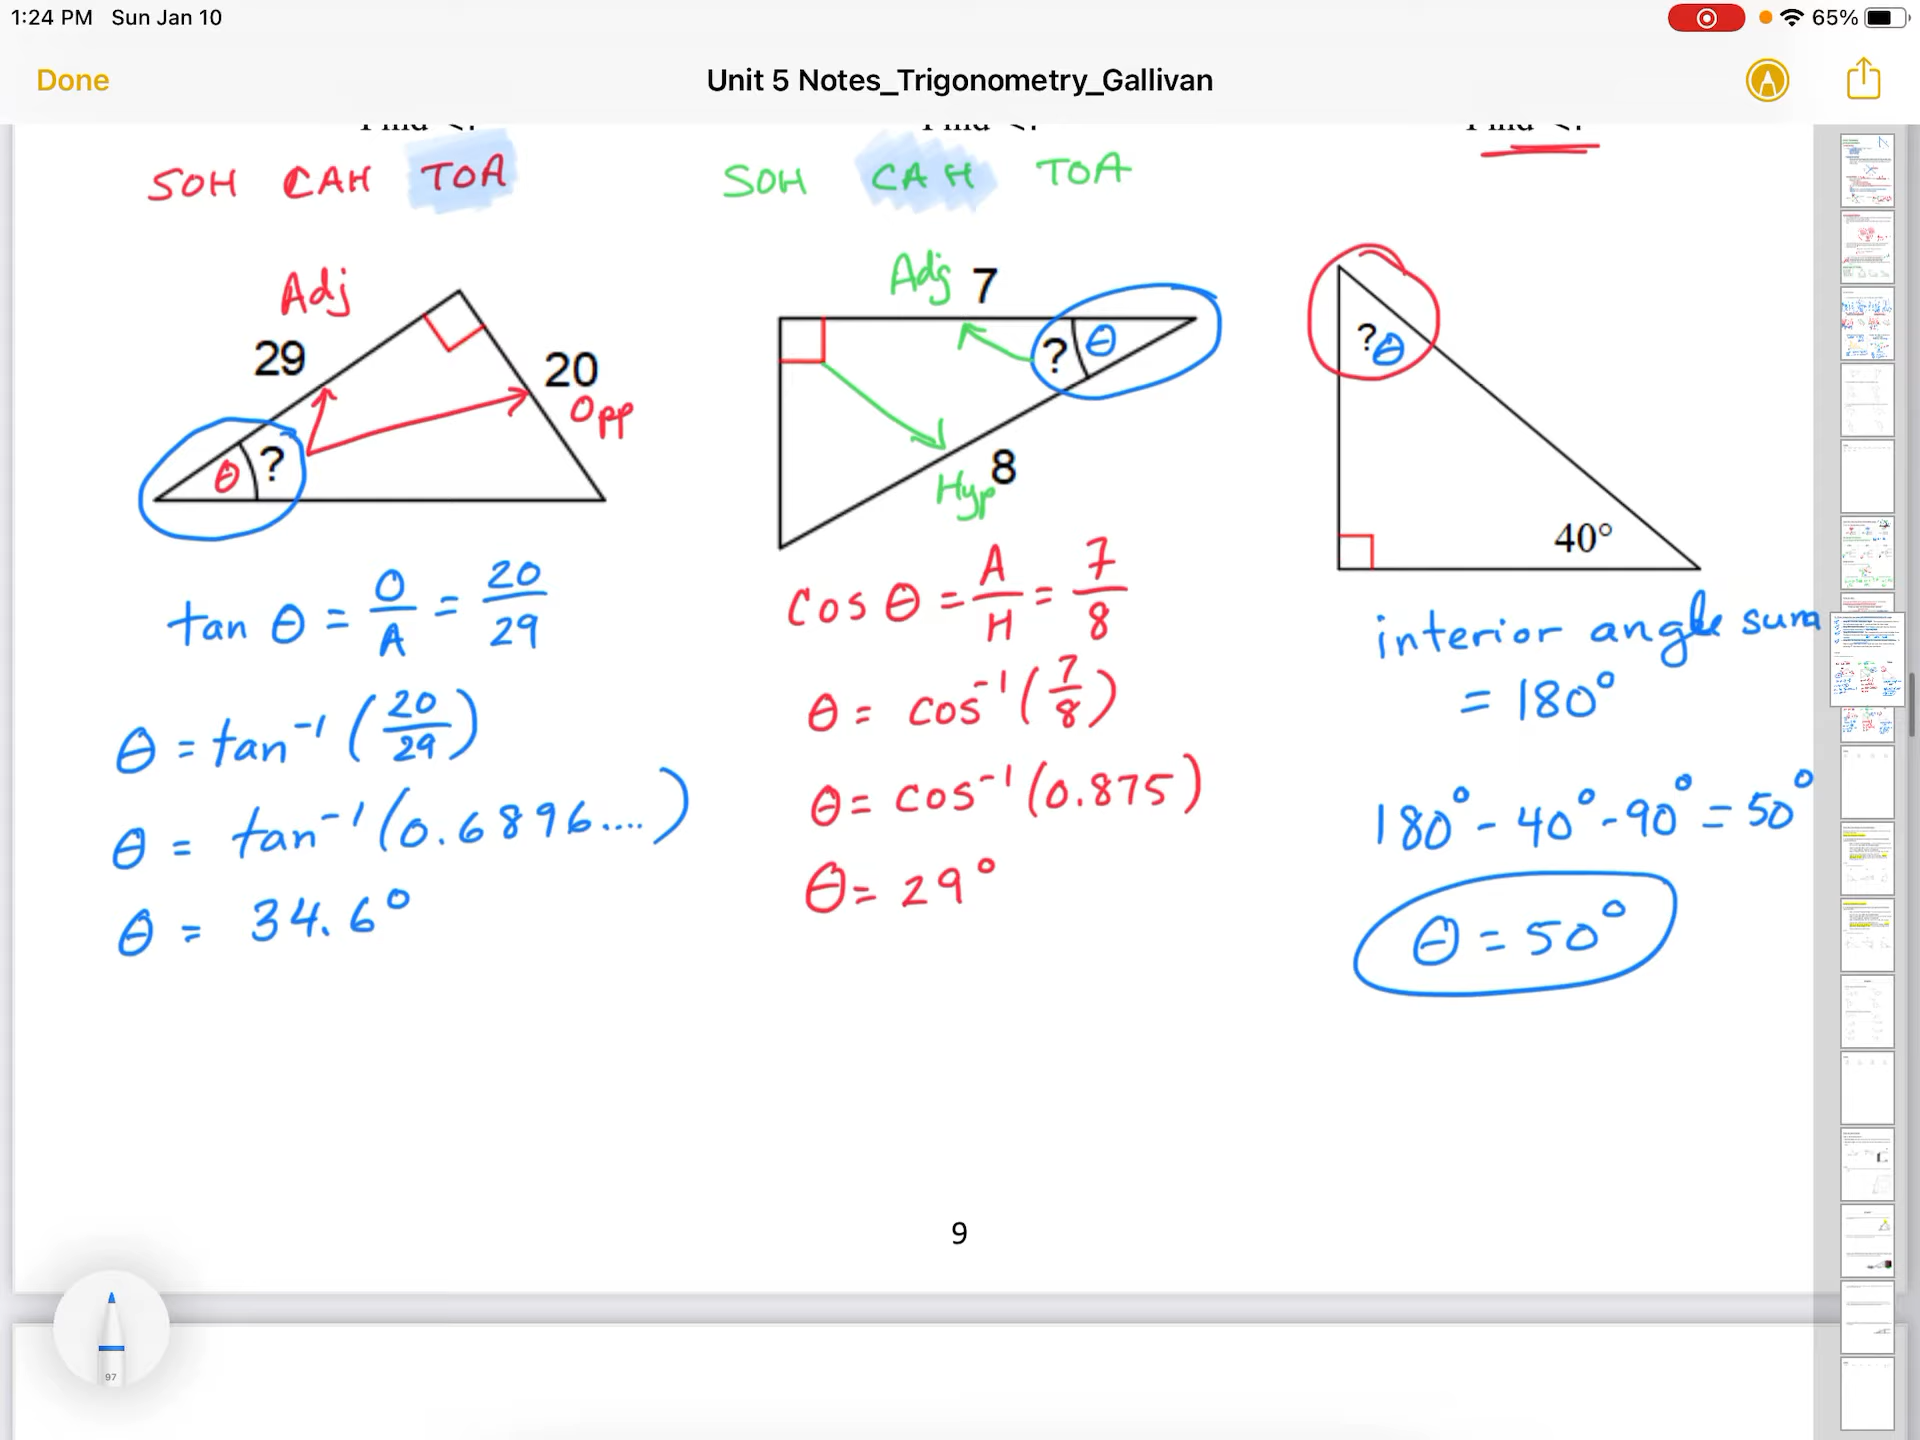 1:24 PM Sun Jan 10
65%
Done
Unit 5 Notes_Trigonometry_Gallivan
SOH CAH TOA
Adj
29
20
Opp
θ ?
tan θ = O/A = 20/29
θ = tan⁻¹ (20/29)
θ = tan⁻¹ (0.6896....)
θ = 34.6°
SOH CAH TOA
Adj 7
? θ
8
Hyp
cos θ = A/H = 7/8
θ = cos⁻¹ (7/8)
θ = cos⁻¹ (0.875)
θ = 29°
? θ
40°
interior angle sum
= 180°
180° - 40° - 90° = 50°
θ = 50°
9
97